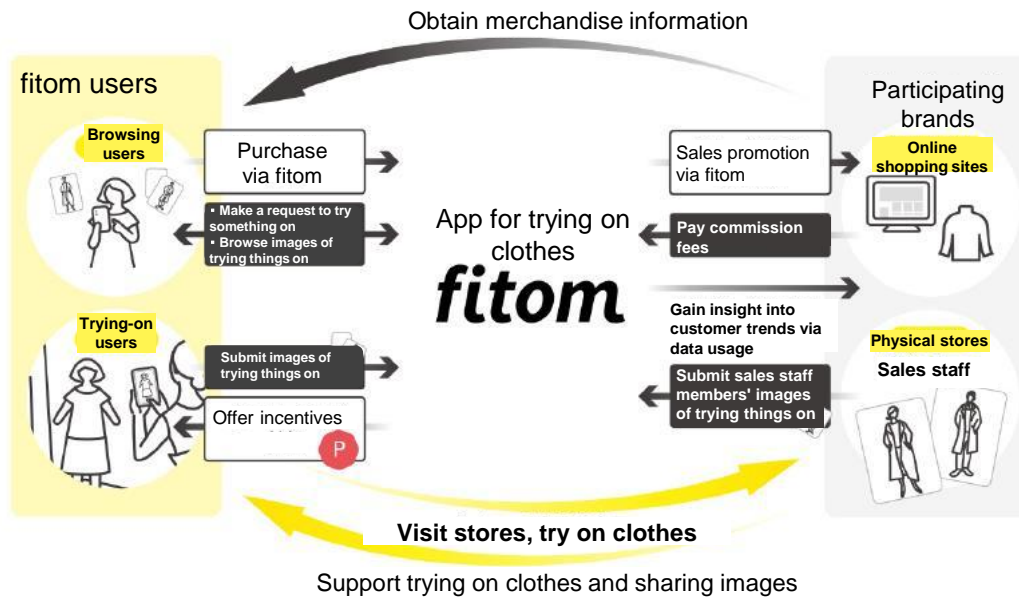 Obtain merchandise information
fitom users
Browsing
users
Purchase
via fitom
▪ Make a request to try
something on
▪ Browse images of
trying things on
Trying-on
users
Submit images of
trying things on
Offer incentives
P
App for trying on
clothes
fitom
Participating
brands
Online
shopping sites
Sales promotion
via fitom
Pay commission
fees
Gain insight into
customer trends via
data usage
Physical stores
Sales staff
Submit sales staff
members' images
of trying things on
Visit stores, try on clothes
Support trying on clothes and sharing images